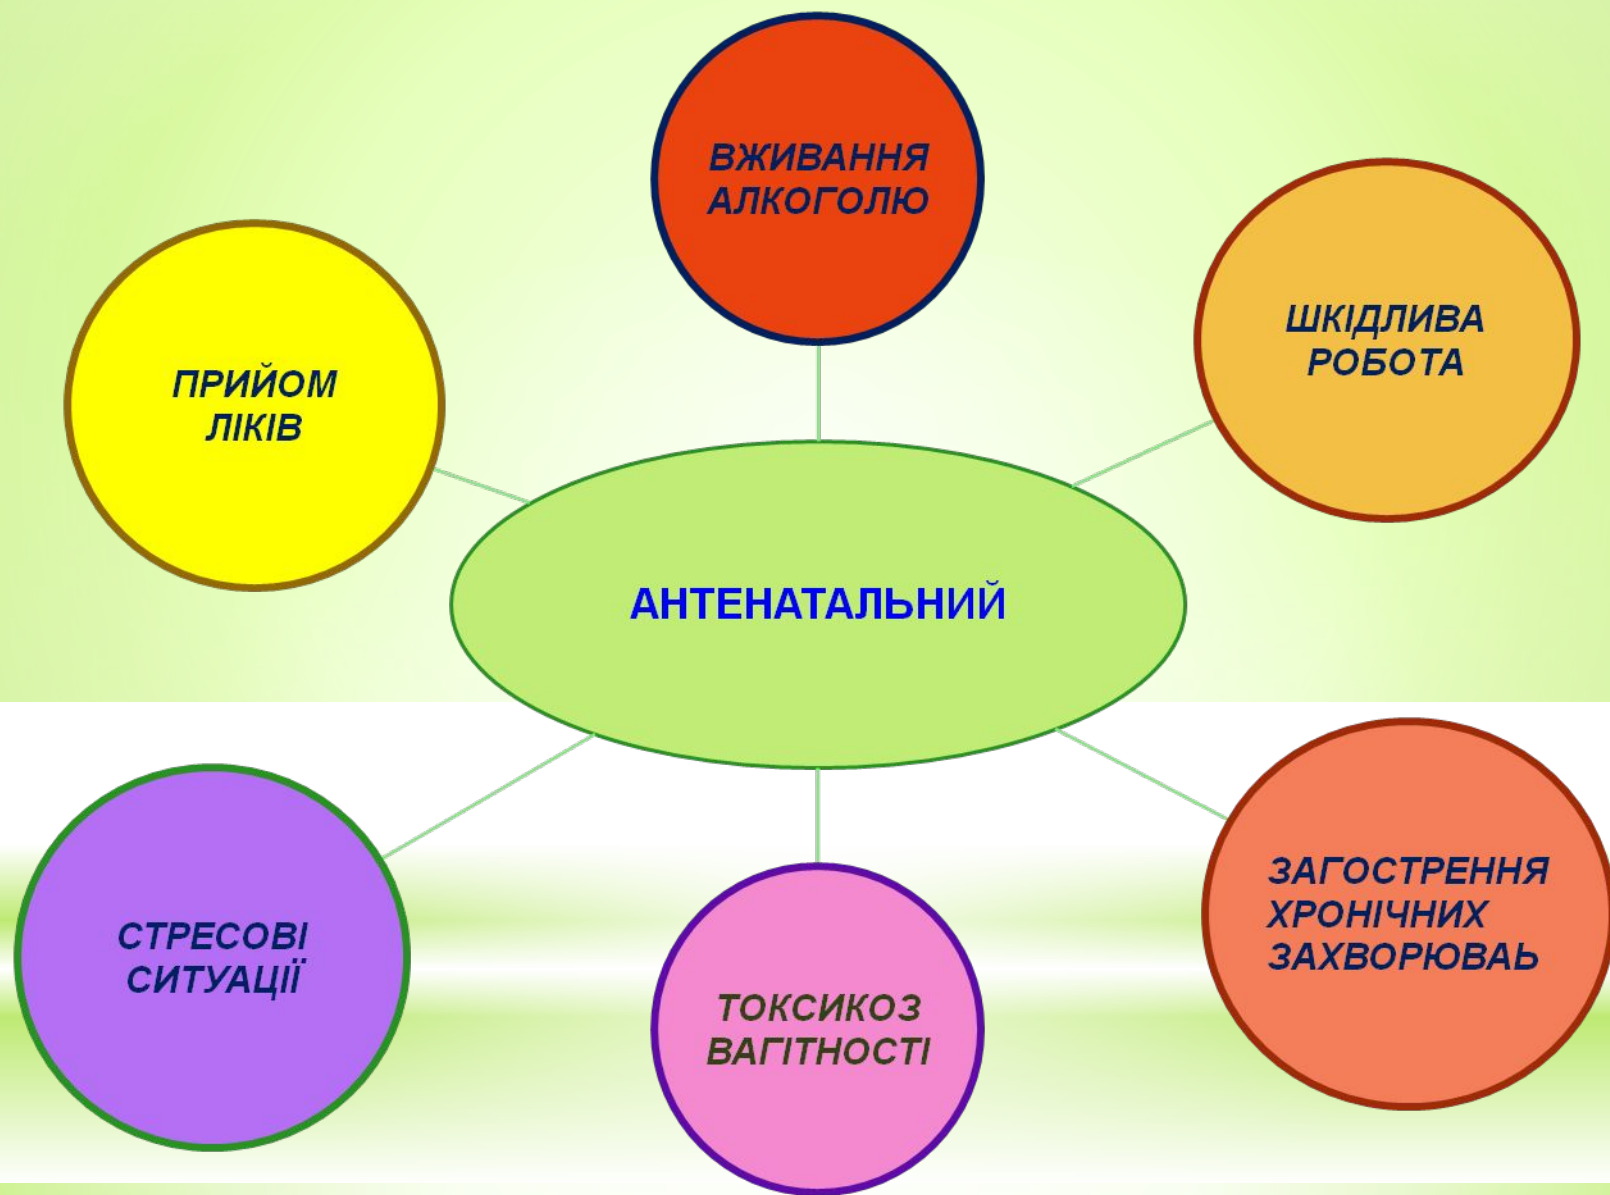 ВЖИВАННЯ
АЛКОГОЛЮ
ШКІДЛИВА
РОБОТА
ПРИЙОМ
ЛІКІВ
АНТЕНАТАЛЬНИЙ
ЗАГОСТРЕННЯ
ХРОНІЧНИХ
ЗАХВОРЮВАЬ
СТРЕСОВІ
СИТУАЦІЇ
ТОКСИКОЗ
ВАГІТНОСТІ